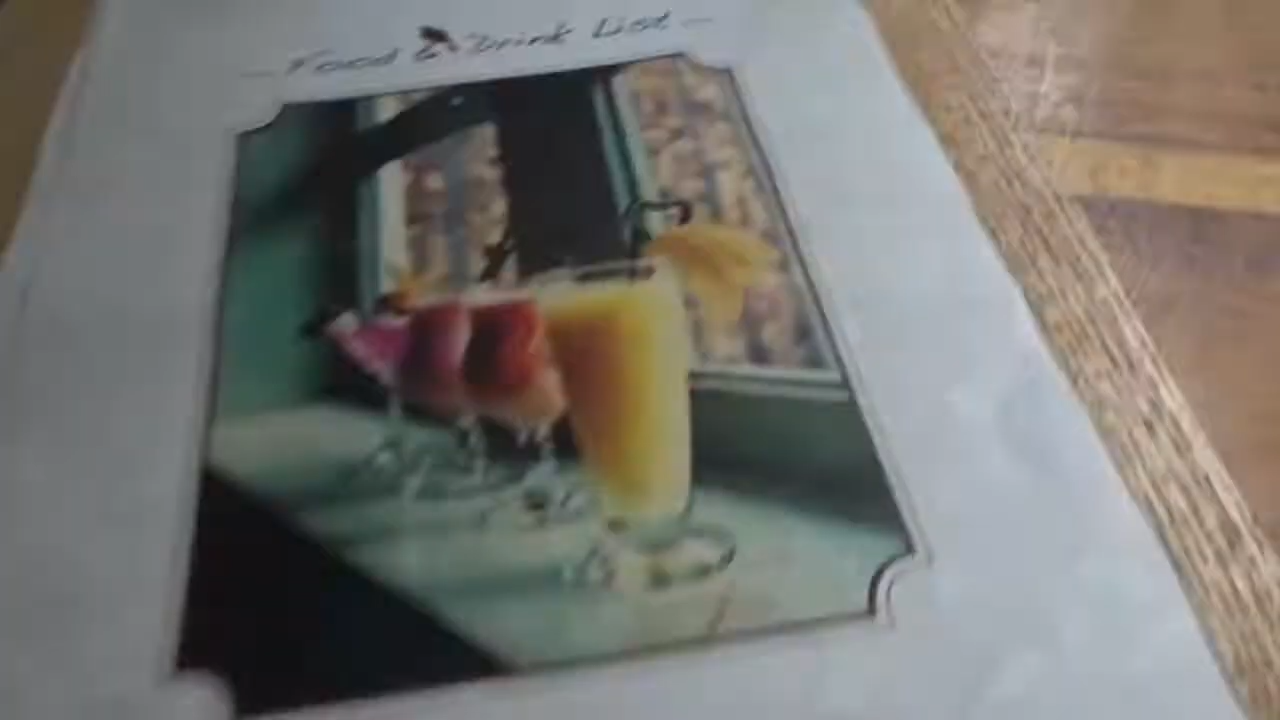 – Food & Drink List –